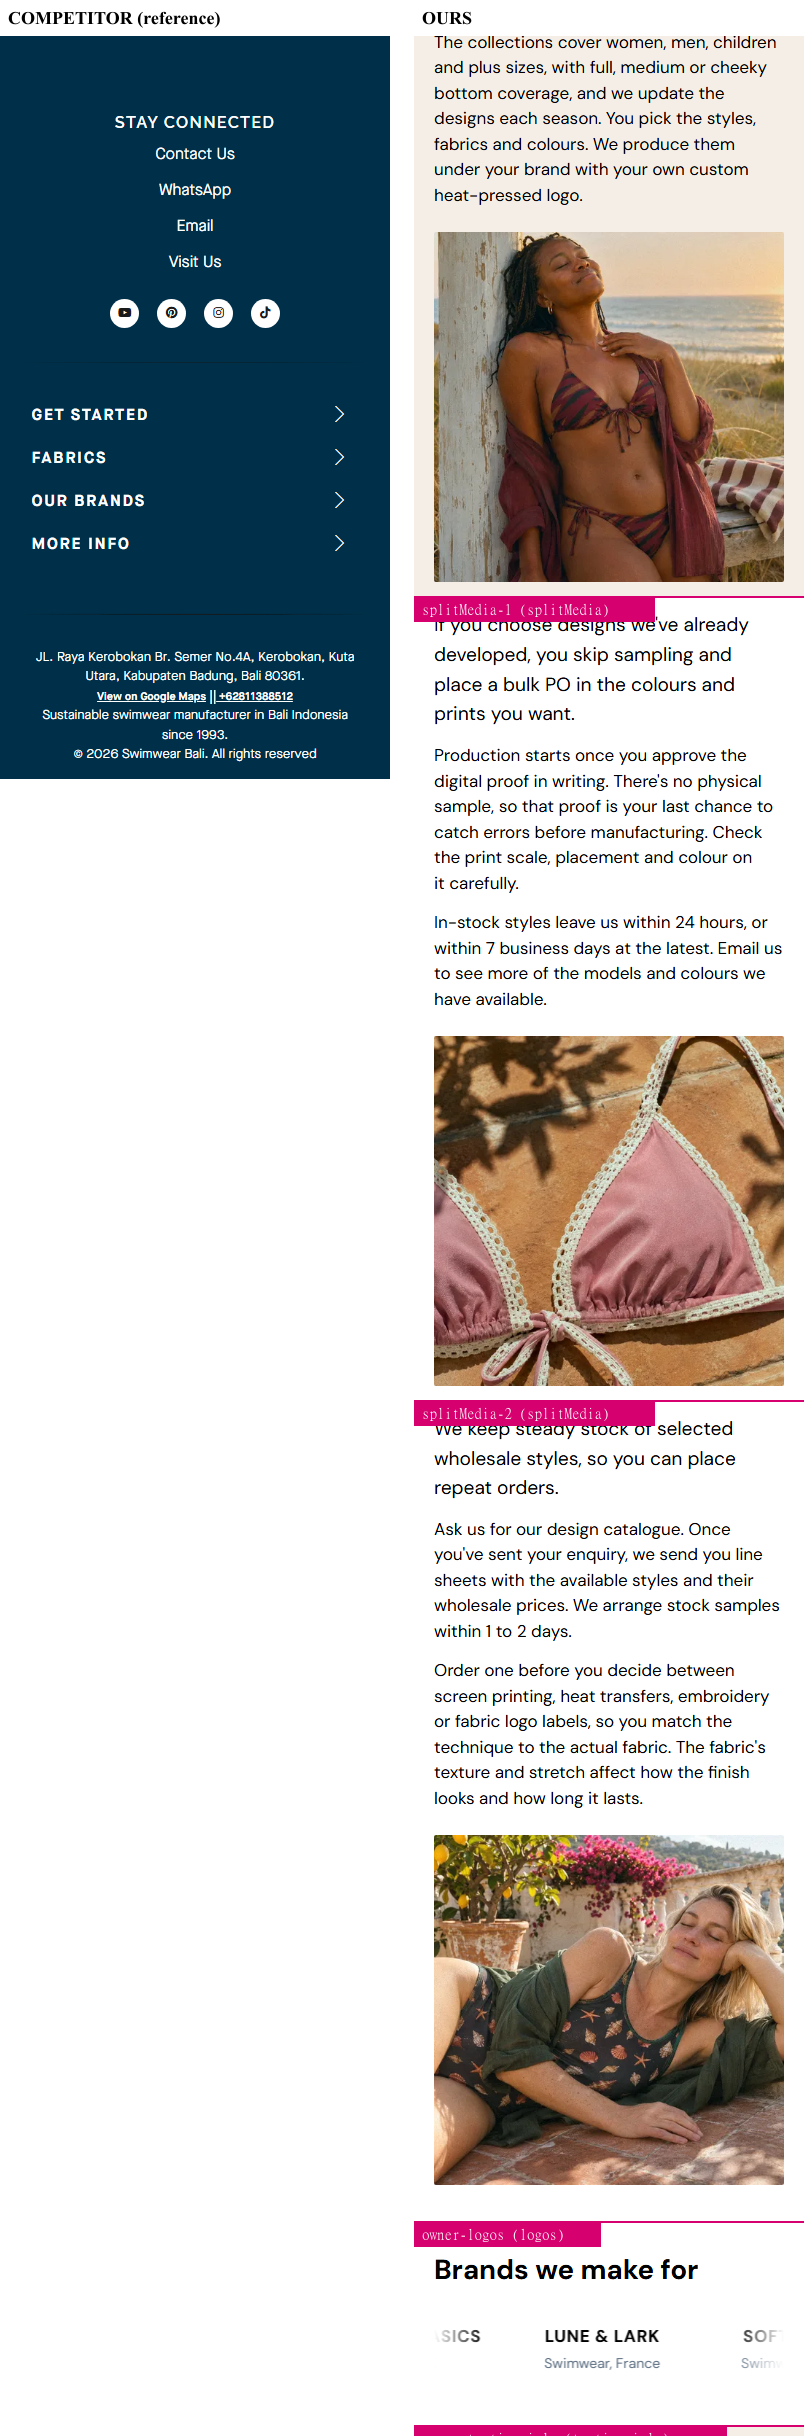 COMPETITOR (reference)
STAY CONNECTED
Contact Us
WhatsApp
Email
Visit Us
GET STARTED
FABRICS
OUR BRANDS
MORE INFO
JL. Raya Kerobokan Br. Semer No.4A, Kerobokan, Kuta
Utara, Kabupaten Badung, Bali 80361.
View on Google Maps || +62811388512
Sustainable swimwear manufacturer in Bali Indonesia
since 1993.
© 2026 Swimwear Bali. All rights reserved
OURS
The collections cover women, men, children
and plus sizes, with full, medium or cheeky
bottom coverage, and we update the
designs each season. You pick the styles,
fabrics and colours. We produce them
under your brand with your own custom
heat-pressed logo.
splitMedia-1 (splitMedia)
If you choose designs we've already
developed, you skip sampling and
place a bulk PO in the colours and
prints you want.
Production starts once you approve the
digital proof in writing. There's no physical
sample, so that proof is your last chance to
catch errors before manufacturing. Check
the print scale, placement and colour on
it carefully.
In-stock styles leave us within 24 hours, or
within 7 business days at the latest. Email us
to see more of the models and colours we
have available.
splitMedia-2 (splitMedia)
We keep steady stock of selected
wholesale styles, so you can place
repeat orders.
Ask us for our design catalogue. Once
you've sent your enquiry, we send you line
sheets with the available styles and their
wholesale prices. We arrange stock samples
within 1 to 2 days.
Order one before you decide between
screen printing, heat transfers, embroidery
or fabric logo labels, so you match the
technique to the actual fabric. The fabric's
texture and stretch affect how the finish
looks and how long it lasts.
owner-logos (logos)
Brands we make for
LUNE & LARK
Swimwear, France